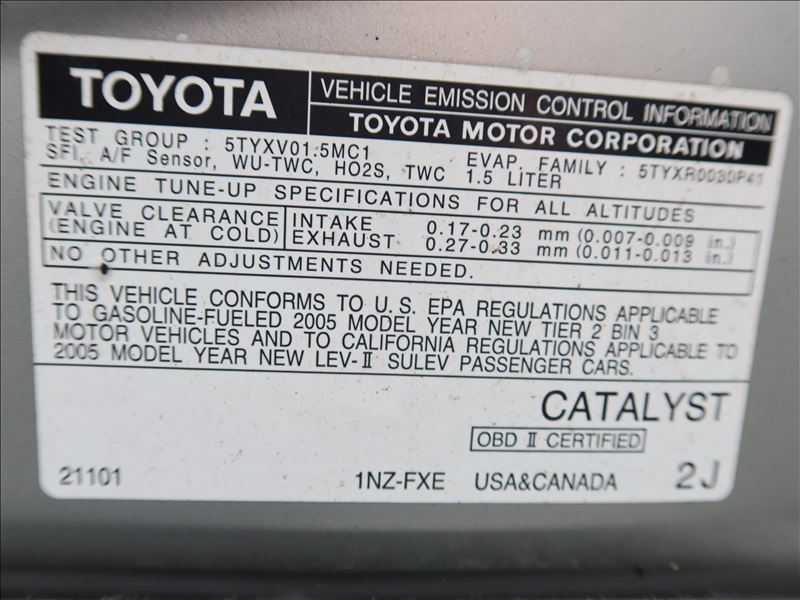 TOYOTA
VEHICLE EMISSION CONTROL INFORMATION
TOYOTA MOTOR CORPORATION
TEST GROUP : 5TYXV01.5MC1 EVAP. FAMILY : 5TYXR0030P41
SFI, A/F Sensor, WU-TWC, HO2S, TWC 1.5 LITER
ENGINE TUNE-UP SPECIFICATIONS FOR ALL ALTITUDES
VALVE CLEARANCE INTAKE 0.17-0.23 mm (0.007-0.009 in.)
(ENGINE AT COLD) EXHAUST 0.27-0.33 mm (0.011-0.013 in.)
NO OTHER ADJUSTMENTS NEEDED.
THIS VEHICLE CONFORMS TO U.S. EPA REGULATIONS APPLICABLE
TO GASOLINE-FUELED 2005 MODEL YEAR NEW TIER 2 BIN 3
MOTOR VEHICLES AND TO CALIFORNIA REGULATIONS APPLICABLE TO
2005 MODEL YEAR NEW LEV-II SULEV PASSENGER CARS.
CATALYST
OBD II CERTIFIED
21101 1NZ-FXE USA&CANADA 2J